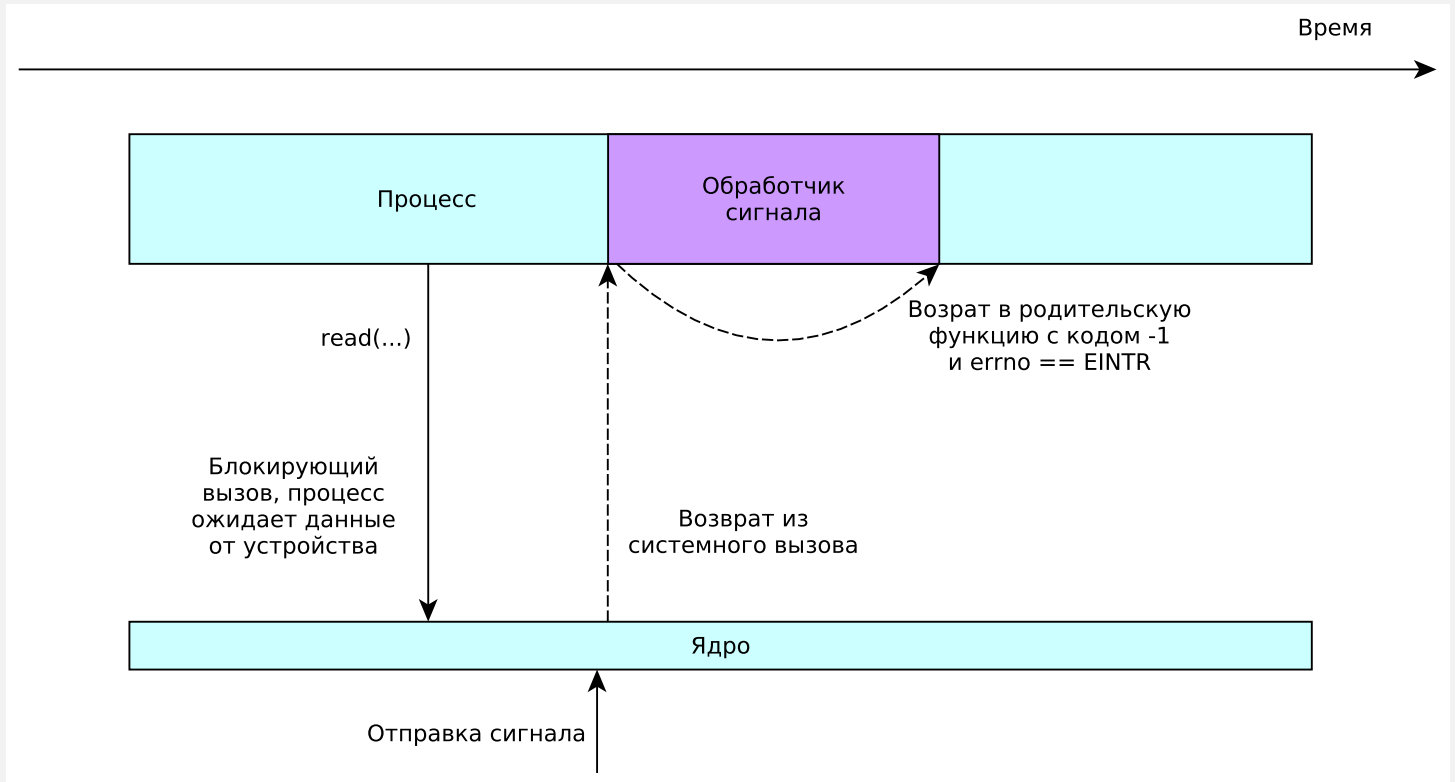 Время
Процесс
Обработчик
сигнала
read(...)
Возрат в родительскую
функцию с кодом -1
и errno == EINTR
Блокирующий
вызов, процесс
ожидает данные
от устройства
Возврат из
системного вызова
Ядро
Отправка сигнала